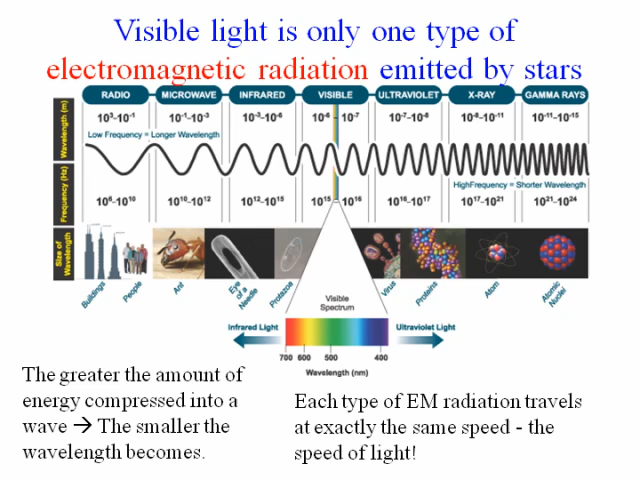 Visible light is only one type of
electromagnetic radiation emitted by stars
RADIO MICROWAVE INFRARED VISIBLE ULTRAVIOLET X-RAY GAMMA RAYS
Wavelength (m)
10³-10⁻¹ 10⁻¹-10⁻³ 10⁻³-10⁻⁶ 10⁻⁶ - 10⁻⁷ 10⁻⁷-10⁻⁸ 10⁻⁸-10⁻¹¹ 10⁻¹¹-10⁻¹⁵
Low Frequency = Longer Wavelength
HighFrequency = Shorter Wavelength
Frequency (Hz)
10⁶-10¹⁰ 10¹⁰-10¹² 10¹²-10¹⁵ 10¹⁵ - 10¹⁶ 10¹⁶-10¹⁷ 10¹⁷-10²¹ 10²¹-10²⁴
Size of
Wavelength
Buildings
People
Ant
Eye
of a
Needle
Protozoa
Virus
Proteins
Atom
Atomic
Nuclei
Visible
Spectrum
Infrared Light
Ultraviolet Light
700 600 500 400
Wavelength (nm)
The greater the amount of
energy compressed into a
wave → The smaller the
wavelength becomes.
Each type of EM radiation travels
at exactly the same speed - the
speed of light!